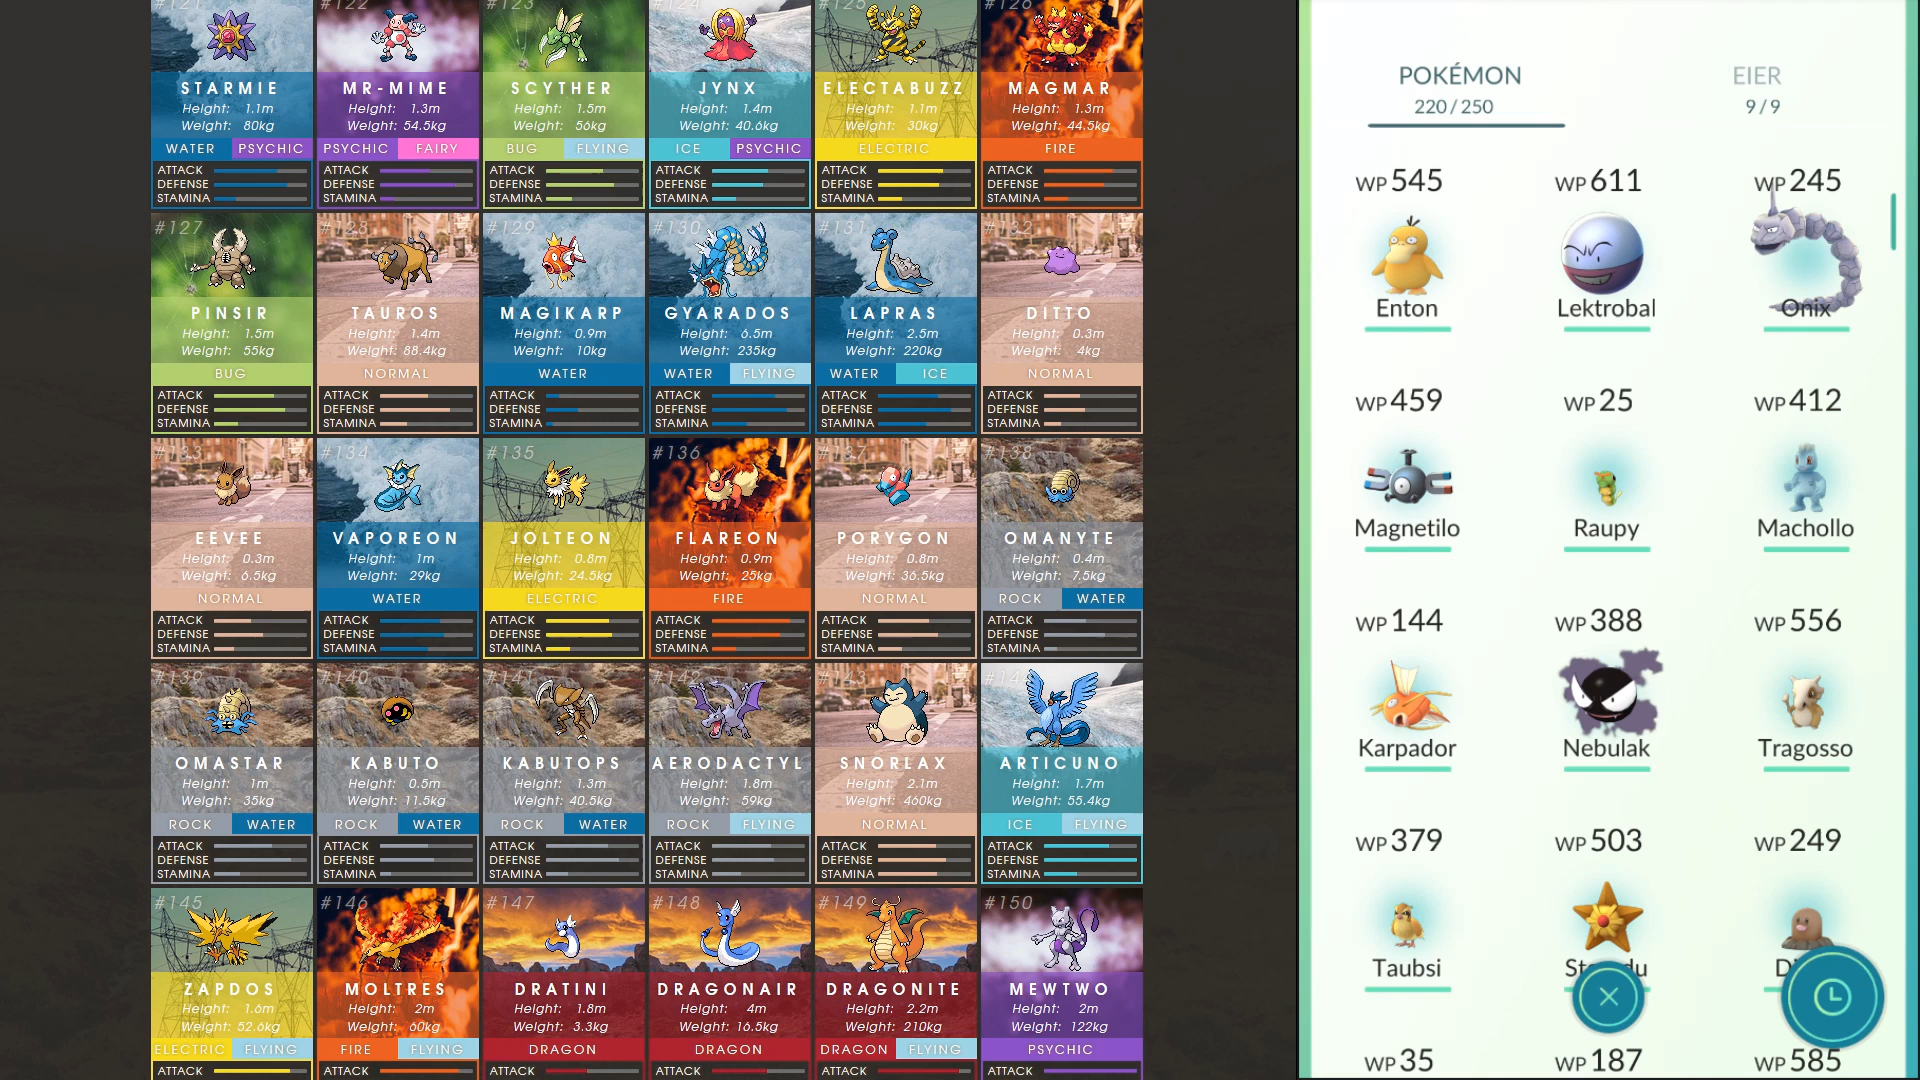 #121 #122 #123 #124 #125 #126
STARMIE MR-MIME SCYTHER JYNX ELECTABUZZ MAGMAR
Height: 1.1m Height: 1.3m Height: 1.5m Height: 1.4m Height: 1.1m Height: 1.3m
Weight: 80kg Weight: 54.5kg Weight: 56kg Weight: 40.6kg Weight: 30kg Weight: 44.5kg
WATER PSYCHIC PSYCHIC FAIRY BUG FLYING ICE PSYCHIC ELECTRIC FIRE
ATTACK ATTACK ATTACK ATTACK ATTACK ATTACK
DEFENSE DEFENSE DEFENSE DEFENSE DEFENSE DEFENSE
STAMINA STAMINA STAMINA STAMINA STAMINA STAMINA
#127 #128 #129 #130 #131 #132
PINSIR TAUROS MAGIKARP GYARADOS LAPRAS DITTO
Height: 1.5m Height: 1.4m Height: 0.9m Height: 6.5m Height: 2.5m Height: 0.3m
Weight: 55kg Weight: 88.4kg Weight: 10kg Weight: 235kg Weight: 220kg Weight: 4kg
BUG NORMAL WATER WATER FLYING WATER ICE NORMAL
ATTACK ATTACK ATTACK ATTACK ATTACK ATTACK
DEFENSE DEFENSE DEFENSE DEFENSE DEFENSE DEFENSE
STAMINA STAMINA STAMINA STAMINA STAMINA STAMINA
#133 #134 #135 #136 #137 #138
EEVEE VAPOREON JOLTEON FLAREON PORYGON OMANYTE
Height: 0.3m Height: 1m Height: 0.8m Height: 0.9m Height: 0.8m Height: 0.4m
Weight: 6.5kg Weight: 29kg Weight: 24.5kg Weight: 25kg Weight: 36.5kg Weight: 7.5kg
NORMAL WATER ELECTRIC FIRE NORMAL ROCK WATER
ATTACK ATTACK ATTACK ATTACK ATTACK ATTACK
DEFENSE DEFENSE DEFENSE DEFENSE DEFENSE DEFENSE
STAMINA STAMINA STAMINA STAMINA STAMINA STAMINA
#139 #140 #141 #142 #143
OMASTAR KABUTO KABUTOPS AERODACTYL SNORLAX ARTICUNO
Height: 1m Height: 0.5m Height: 1.3m Height: 1.8m Height: 2.1m Height: 1.7m
Weight: 35kg Weight: 11.5kg Weight: 40.5kg Weight: 59kg Weight: 460kg Weight: 55.4kg
ROCK WATER ROCK WATER ROCK WATER ROCK FLYING NORMAL ICE FLYING
ATTACK ATTACK ATTACK ATTACK ATTACK ATTACK
DEFENSE DEFENSE DEFENSE DEFENSE DEFENSE DEFENSE
STAMINA STAMINA STAMINA STAMINA STAMINA STAMINA
#145 #146 #147 #148 #149 #150
ZAPDOS MOLTRES DRATINI DRAGONAIR DRAGONITE MEWTWO
Height: 1.6m Height: 2m Height: 1.8m Height: 4m Height: 2.2m Height: 2m
Weight: 52.6kg Weight: 60kg Weight: 3.3kg Weight: 16.5kg Weight: 210kg Weight: 122kg
ELECTRIC FLYING FIRE FLYING DRAGON DRAGON DRAGON FLYING PSYCHIC
ATTACK ATTACK ATTACK ATTACK ATTACK ATTACK
POKÉMON EIER
220/250 9/9
WP 545 WP 611 WP 245
Enton Lektrobal Onix
WP 459 WP 25 WP 412
Magnetilo Raupy Machollo
WP 144 WP 388 WP 556
Karpador Nebulak Tragosso
WP 379 WP 503 WP 249
Taubsi
WP 35 WP 187 WP 585